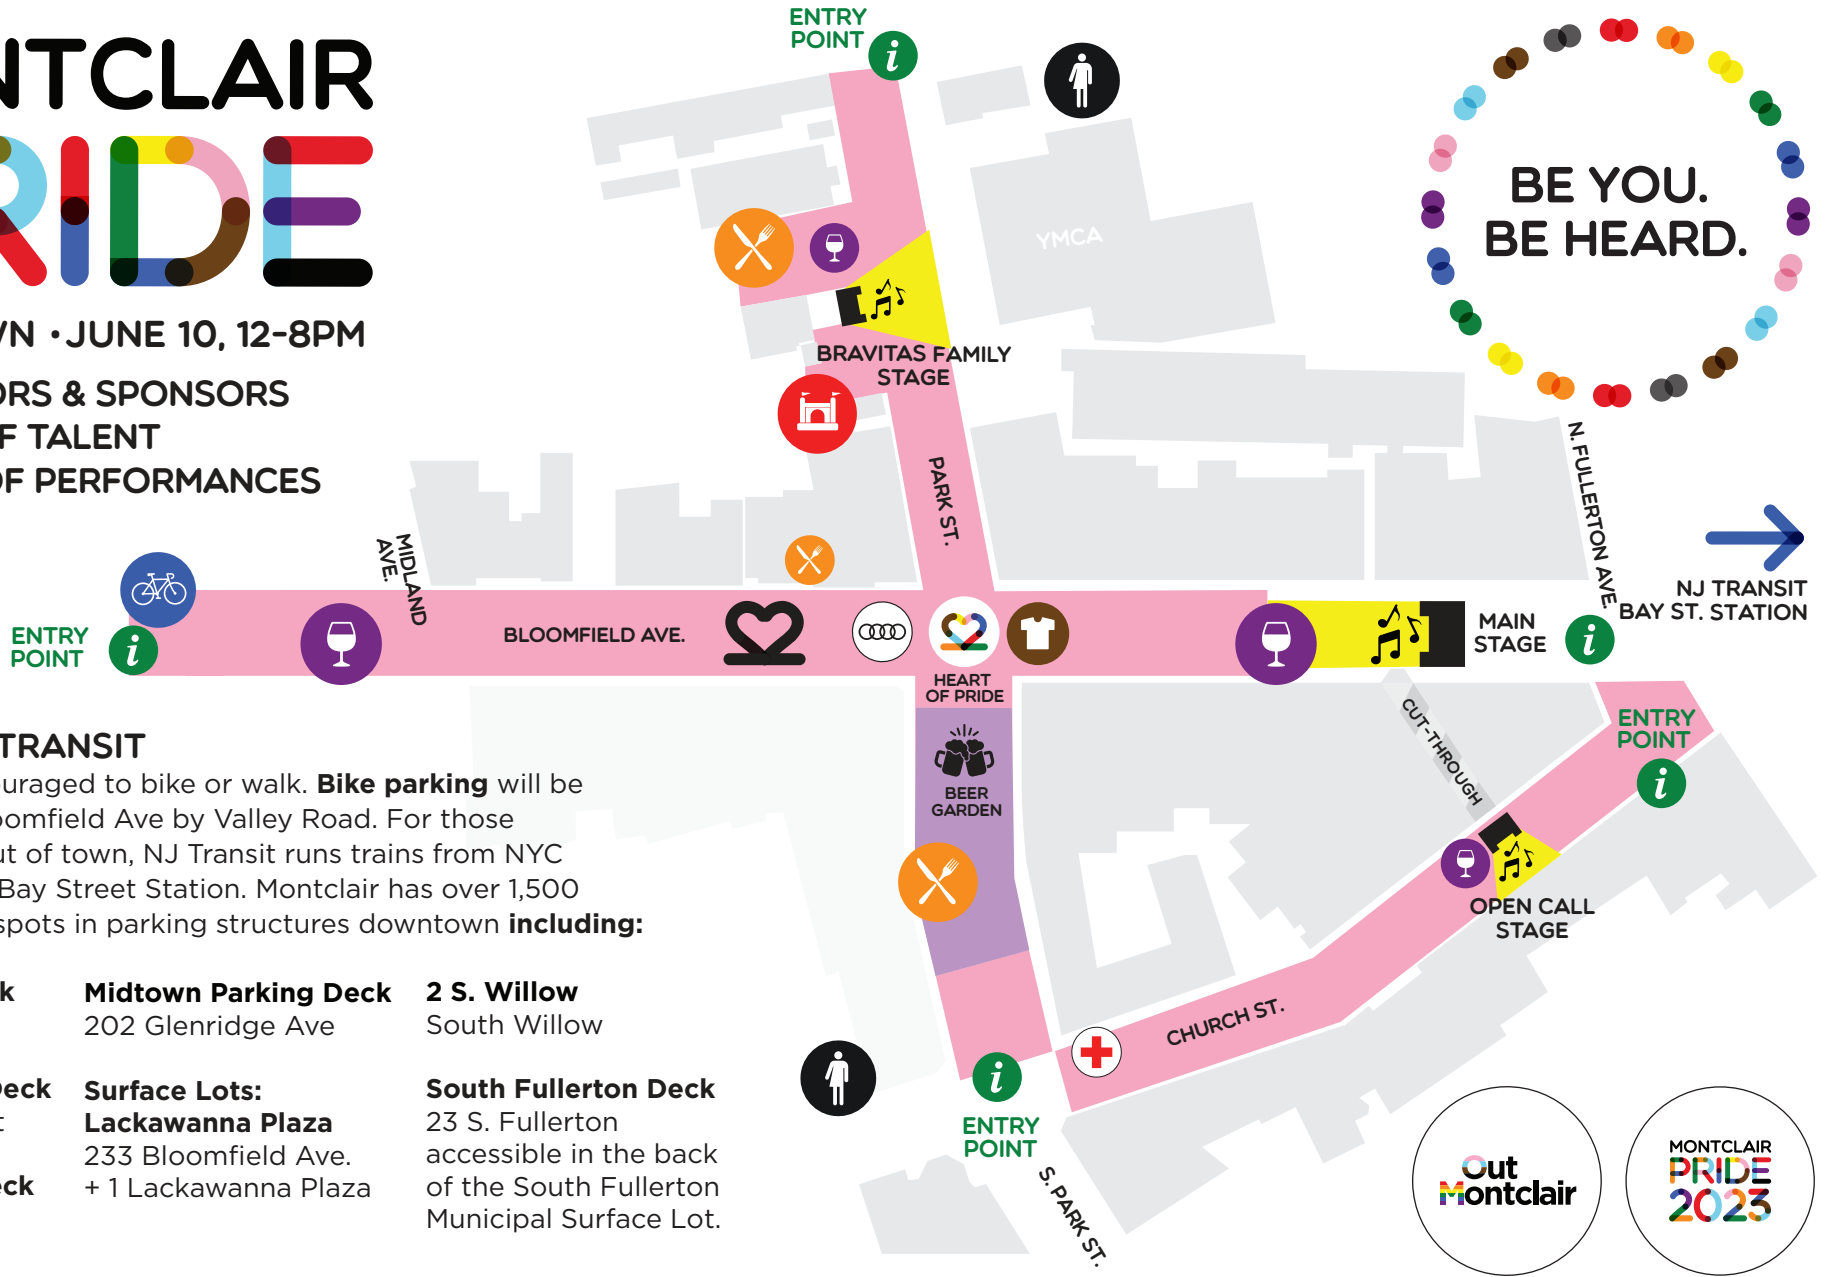 NTCLAIR
RIDE
WN • JUNE 10, 12-8PM
ORS & SPONSORS
F TALENT
OF PERFORMANCES
ENTRY
POINT
BE YOU.
BE HEARD.
YMCA
BRAVITAS FAMILY
STAGE
PARK ST.
N. FULLERTON AVE.
MIDLAND
AVE.
NJ TRANSIT
BAY ST. STATION
ENTRY
POINT
BLOOMFIELD AVE.
HEART
OF PRIDE
MAIN
STAGE
CUT-THROUGH
ENTRY
POINT
BEER
GARDEN
OPEN CALL
STAGE
CHURCH ST.
ENTRY
POINT
S. PARK ST.
TRANSIT
ouraged to bike or walk. Bike parking will be
oomfield Ave by Valley Road. For those
ut of town, NJ Transit runs trains from NYC
Bay Street Station. Montclair has over 1,500
spots in parking structures downtown including:
k
Deck
t
eck
Midtown Parking Deck
202 Glenridge Ave
Surface Lots:
Lackawanna Plaza
233 Bloomfield Ave.
+ 1 Lackawanna Plaza
2 S. Willow
South Willow
South Fullerton Deck
23 S. Fullerton
accessible in the back
of the South Fullerton
Municipal Surface Lot.
Out
Montclair
MONTCLAIR
PRIDE
2023